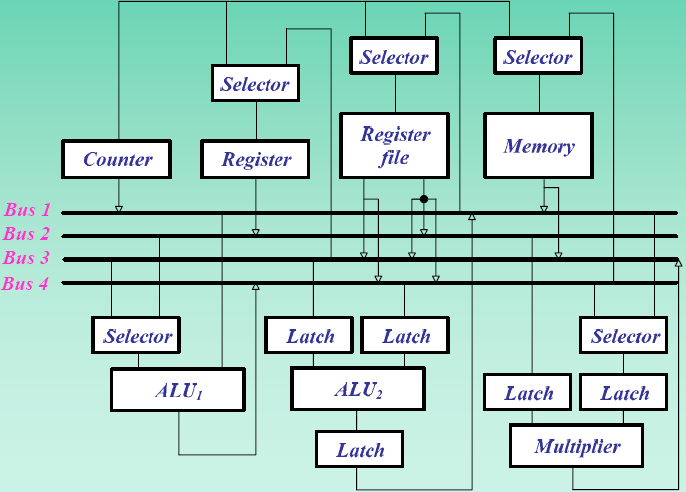 Selector
Selector
Selector
Counter
Register
Register
file
Memory
Bus 1
Bus 2
Bus 3
Bus 4
Selector
Latch
Latch
Selector
ALU1
ALU2
Latch
Latch
Latch
Multiplier